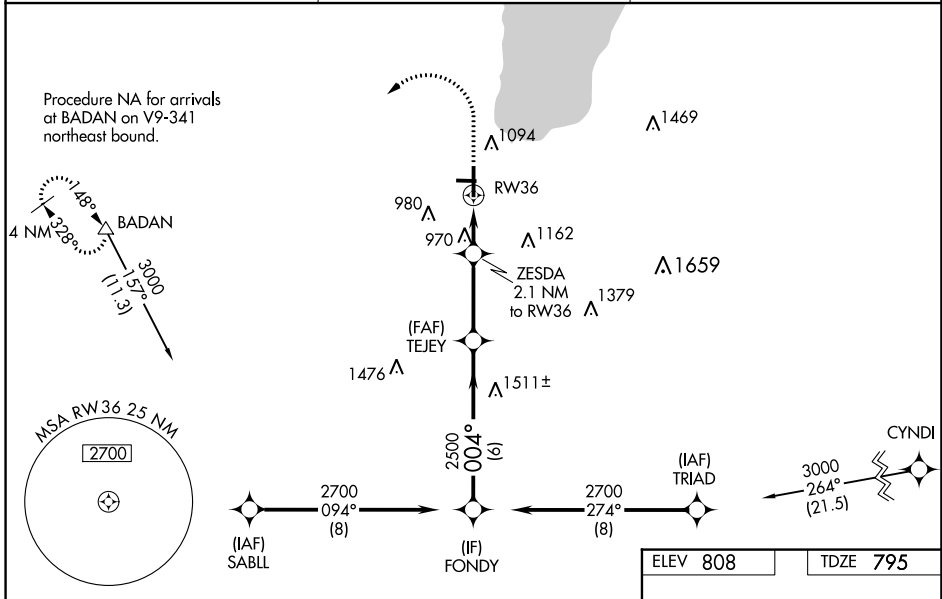 Procedure NA for arrivals
at BADAN on V9-341
northeast bound.
1469
1094
RW36
148°
BADAN
4 NM
328°
980
970
1162
3000
157°
(11.3)
ZESDA
2.1 NM
to RW36
1659
1379
(FAF)
TEJEY
1476
1511±
MSA RW36 25 NM
2700
2500
004°
(6)
CYNDI
(IAF)
TRIAD
3000
264°
(21.5)
2700
094°
(8)
2700
274°
(8)
(IAF)
SABLL
(IF)
FONDY
ELEV 808
TDZE 795